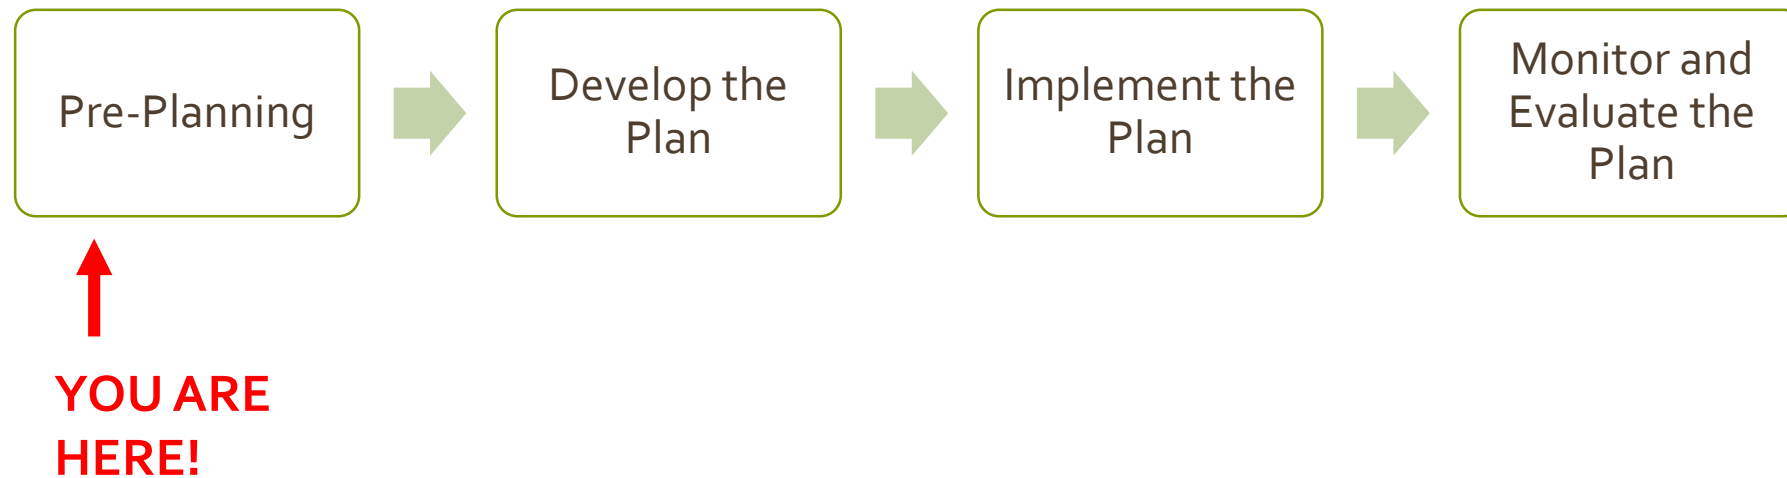 Pre-Planning
Develop the
Plan
Implement the
Plan
Monitor and
Evaluate the
Plan
YOU ARE
HERE!